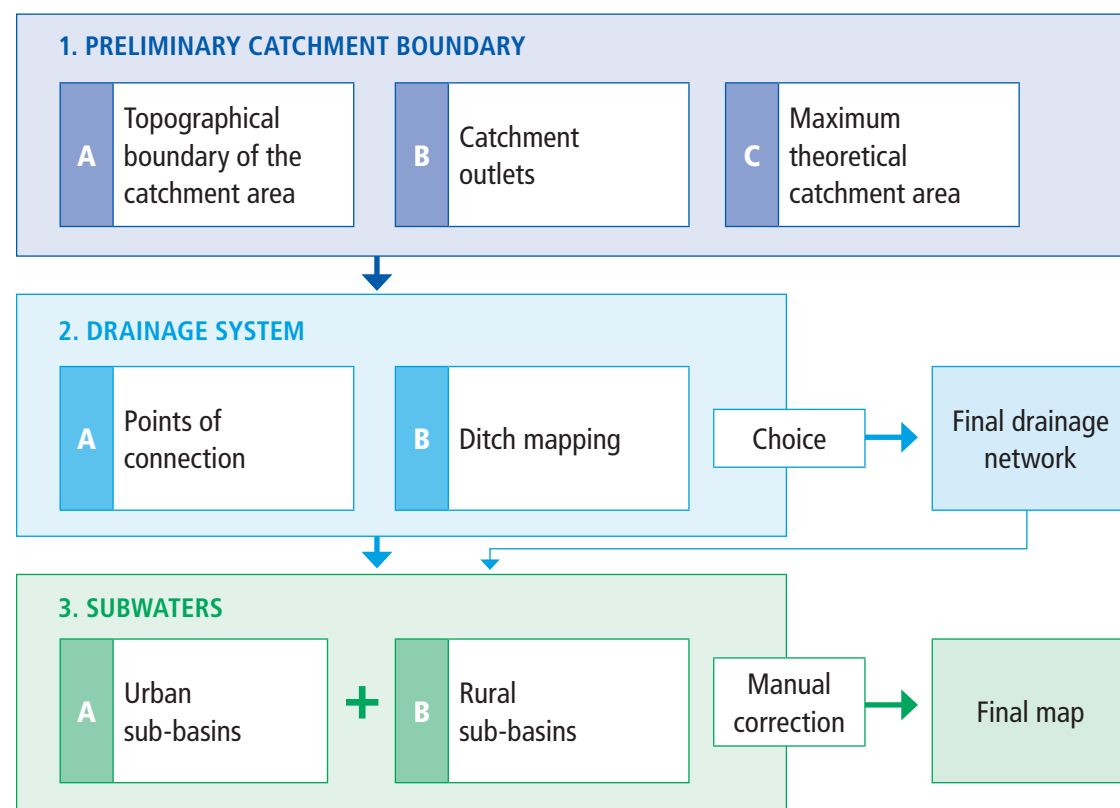 1. PRELIMINARY CATCHMENT BOUNDARY
A
Topographical
boundary of the
catchment area
B
Catchment
outlets
C
Maximum
theoretical
catchment area
2. DRAINAGE SYSTEM
A
Points of
connection
B
Ditch mapping
Choice
Final drainage
network
3. SUBWATERS
A
Urban
sub-basins
+
B
Rural
sub-basins
Manual
correction
Final map